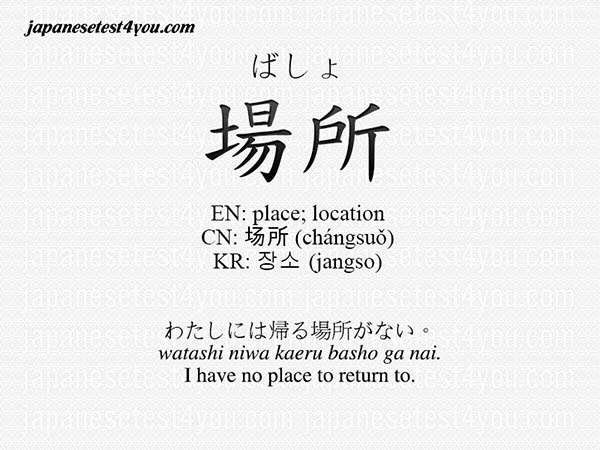 japanesetest4you.com
ばしょ
場所
EN: place; location
CN: 场所 (chángsuǒ)
KR: 장소 (jangso)
わたしには帰る場所がない。
watashi niwa kaeru basho ga nai.
I have no place to return to.